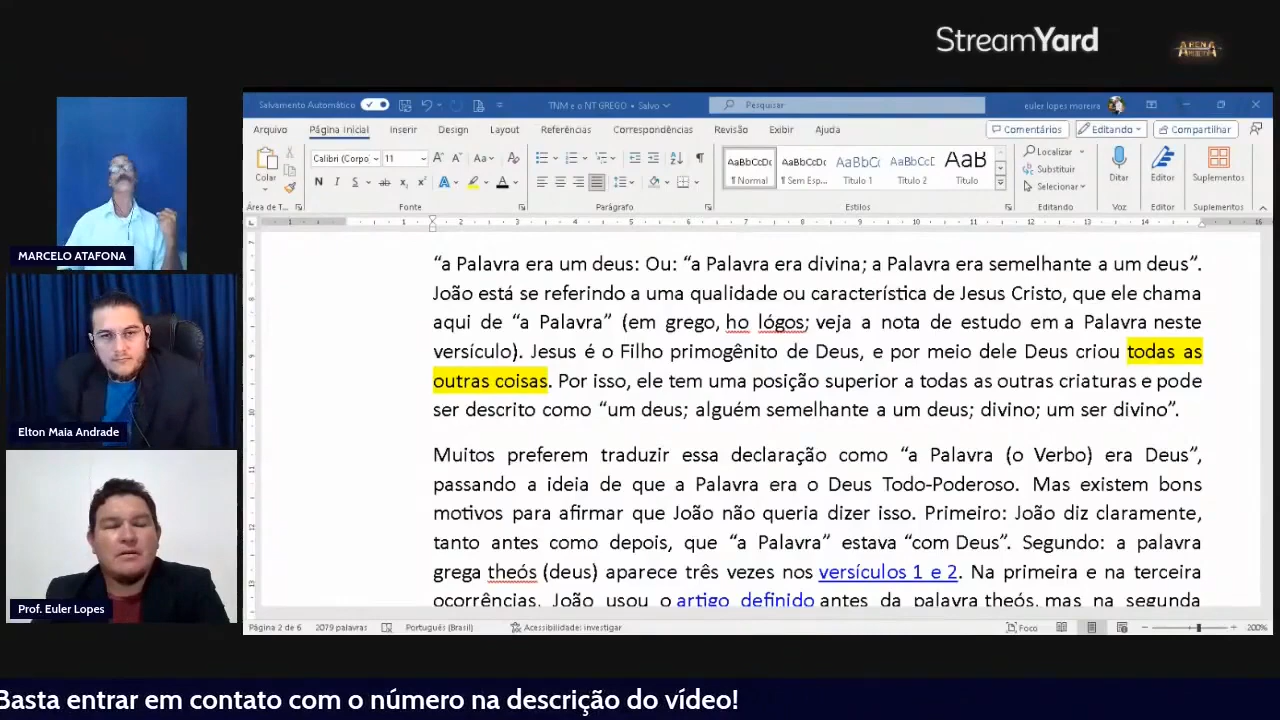 StreamYard
ARENA
Salvamento Automático
TNM e o NT GREGO • Salvo
Pesquisar
euler lopes moreira
Arquivo Página Inicial Inserir Design Layout Referências Correspondências Revisão Exibir Ajuda
Comentários Editando Compartilhar
Colar
Calibri (Corpo 11
AaBbCcDc AaBbCcDc AaBbC( AaBbCcD AaB
Normal Sem Esp... Título 1 Título 2 Título
Localizar
Substituir
Selecionar
Ditar Editor Suplementos
Área de T... Fonte Parágrafo Estilos Editando Voz Editor Suplementos
MARCELO ATAFONA
Elton Maia Andrade
Prof. Euler Lopes
“a Palavra era um deus: Ou: “a Palavra era divina; a Palavra era semelhante a um deus”.
João está se referindo a uma qualidade ou característica de Jesus Cristo, que ele chama
aqui de “a Palavra” (em grego, ho lógos; veja a nota de estudo em a Palavra neste
versículo). Jesus é o Filho primogênito de Deus, e por meio dele Deus criou todas as
outras coisas. Por isso, ele tem uma posição superior a todas as outras criaturas e pode
ser descrito como “um deus; alguém semelhante a um deus; divino; um ser divino”.
Muitos preferem traduzir essa declaração como “a Palavra (o Verbo) era Deus”,
passando a ideia de que a Palavra era o Deus Todo-Poderoso. Mas existem bons
motivos para afirmar que João não queria dizer isso. Primeiro: João diz claramente,
tanto antes como depois, que “a Palavra” estava “com Deus”. Segundo: a palavra
grega theós (deus) aparece três vezes nos versículos 1 e 2. Na primeira e na terceira
ocorrências, João usou o artigo definido antes da palavra theós, mas na segunda
Página 2 de 6 2079 palavras Português (Brasil) Acessibilidade: investigar Foco 200%
Basta entrar em contato com o número na descrição do vídeo!